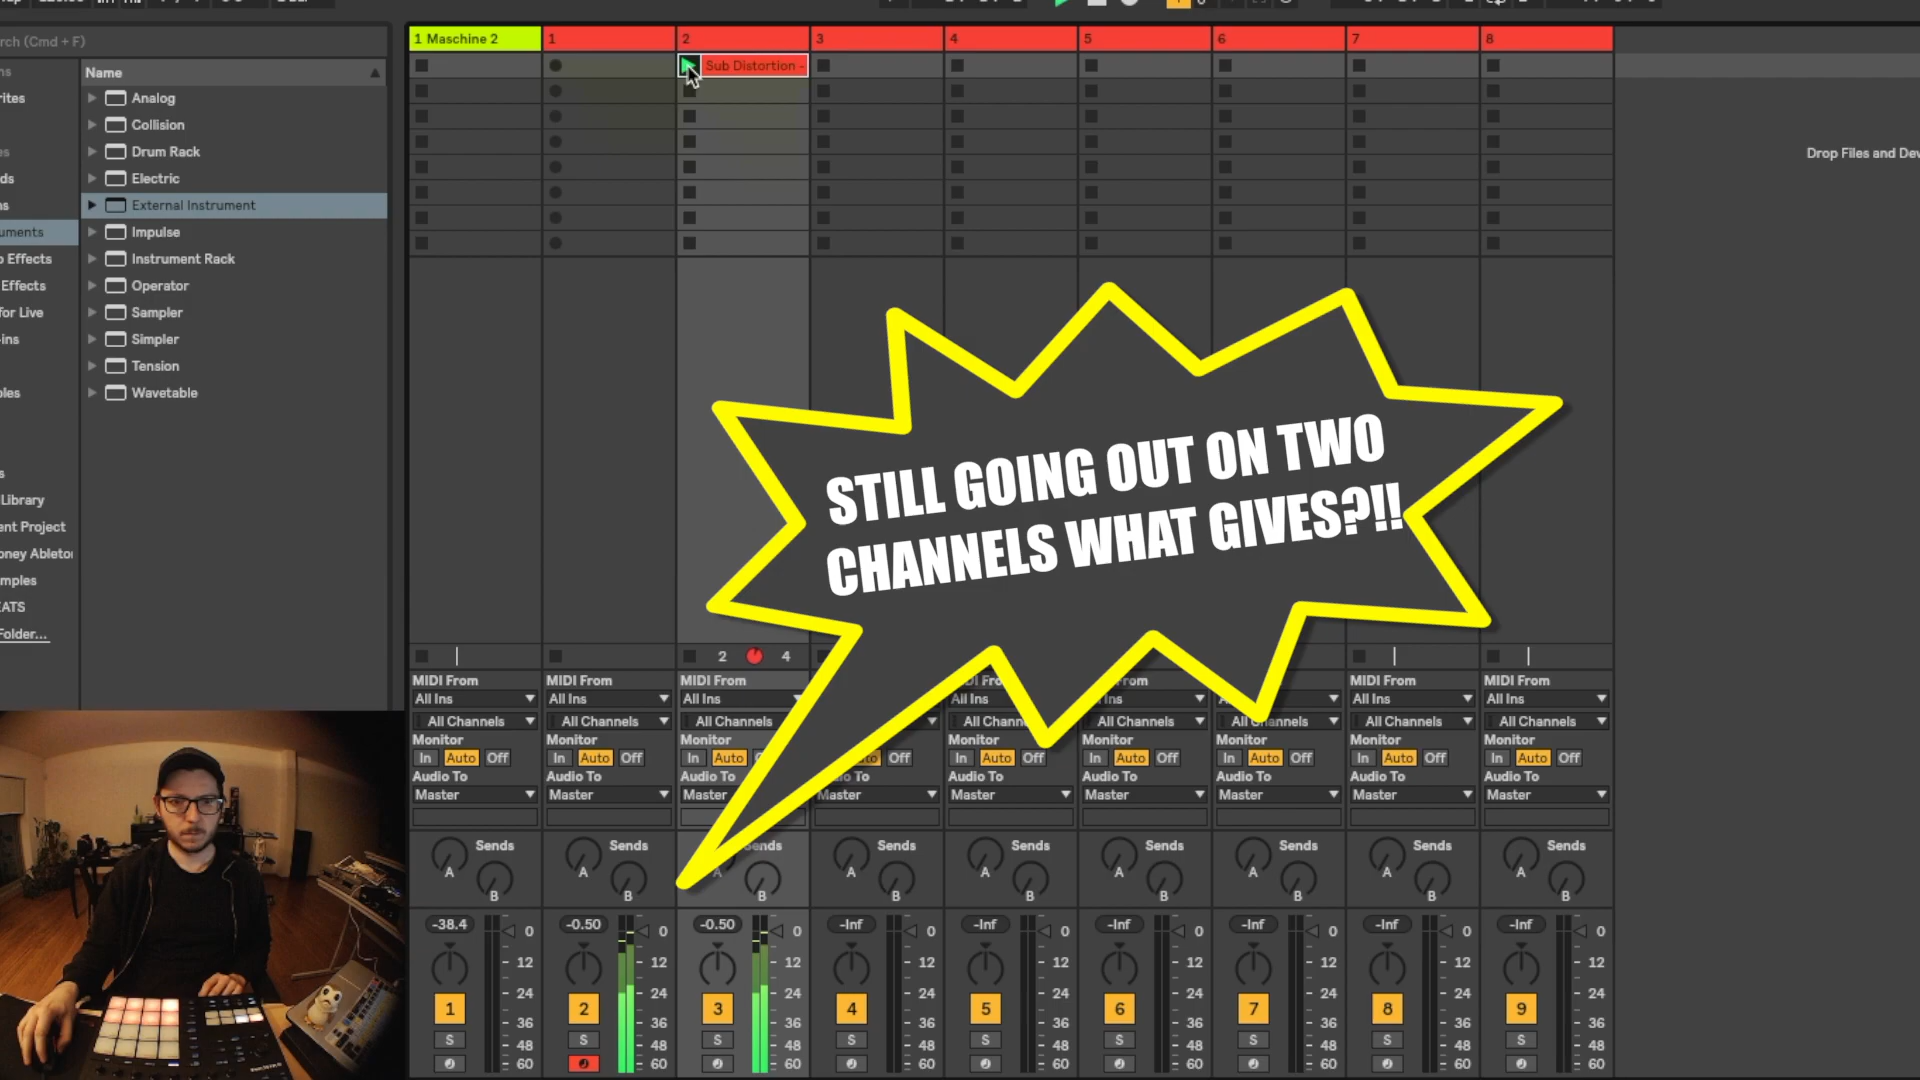 rch (Cmd + F)
Name
Analog
Collision
Drum Rack
Electric
External Instrument
Impulse
Instrument Rack
Operator
Sampler
Simpler
Tension
Wavetable
ns
rites
es
ds
ns
uments
o Effects
Effects
for Live
-ins
ples
s
Library
ent Project
oney Ableton
mples
EATS
Folder...
1 Maschine 2
1
2
3
4
5
6
7
8
Sub Distortion -
Drop Files and Dev
STILL GOING OUT ON TWO
CHANNELS WHAT GIVES?!!
2 4
MIDI From MIDI From MIDI From MIDI From MIDI From
All Ins All Ins All Ins All Ins All Ins All Ins All Ins
All Channels All Channels All Channels All Channels All Channels All Channels All Channels All Channels
Monitor Monitor Monitor Monitor Monitor Monitor Monitor Monitor
In Auto Off In Auto Off In Auto Off In Auto Off In Auto Off In Auto Off In Auto Off In Auto Off
Audio To Audio To Audio To Audio To Audio To Audio To Audio To Audio To
Master Master Master Master Master Master Master Master Master
Sends Sends Sends Sends Sends Sends Sends Sends Sends
A A A A A A A A A
B B B B B B B B B
-38.4 0 -0.50 0 -0.50 0 -Inf 0 -Inf 0 -Inf 0 -Inf 0 -Inf 0 -Inf 0
12 12 12 12 12 12 12 12 12
24 24 24 24 24 24 24 24 24
1 2 3 4 5 6 7 8 9
36 36 36 36 36 36 36 36 36
S S S S S S S S S
48 48 48 48 48 48 48 48 48
60 60 60 60 60 60 60 60 60